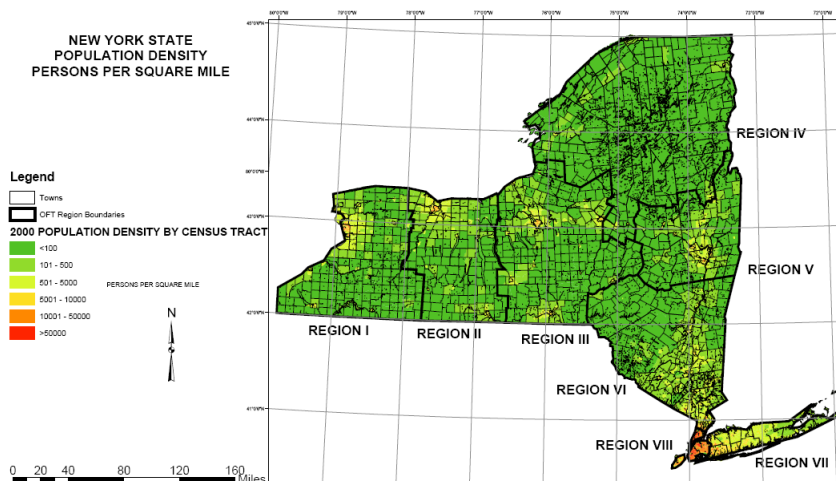 NEW YORK STATE
POPULATION DENSITY
PERSONS PER SQUARE MILE
Legend
Towns
OFT Region Boundaries
2000 POPULATION DENSITY BY CENSUS TRACT
<100
101 - 500
501 - 5000
5001 - 10000
10001 - 50000
>50000
PERSONS PER SQUARE MILE
N
0 10 20 40 80 120 160
Miles
REGION IV
REGION V
REGION I
REGION II
REGION III
REGION VI
REGION VIII
REGION VII